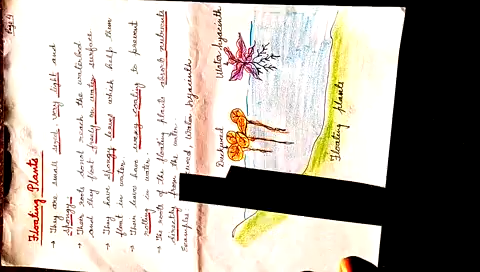 Page 9
Floating Plants
→ They are small and very light and
spongy.
→ Their roots donot reach the waterbed
and they float freely on water surface
→ They have spongy leaves which help them
float in water.
→ Their leaves have waxy coating to prevent
in water.
→ The roots of the floating plants absorb nutrients
directly from the water.
Examples weed, Water hyacinth
Water hyacinth
Duckweed
Floating plants